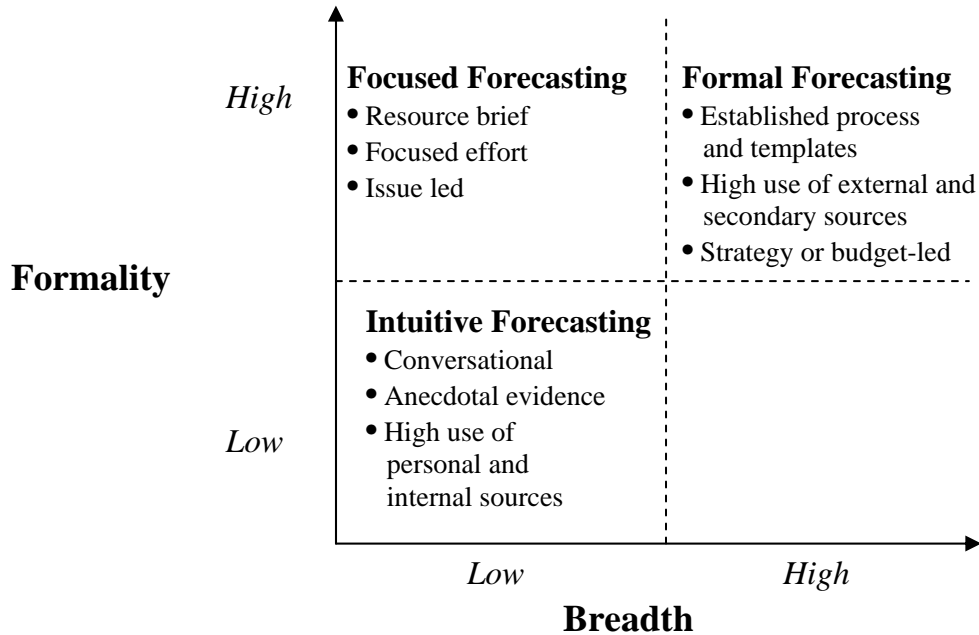 Focused Forecasting
• Resource brief
• Focused effort
• Issue led
Formal Forecasting
• Established process
and templates
• High use of external and
secondary sources
• Strategy or budget-led
High
Formality
Intuitive Forecasting
• Conversational
• Anecdotal evidence
• High use of
personal and
internal sources
Low
Low
High
Breadth